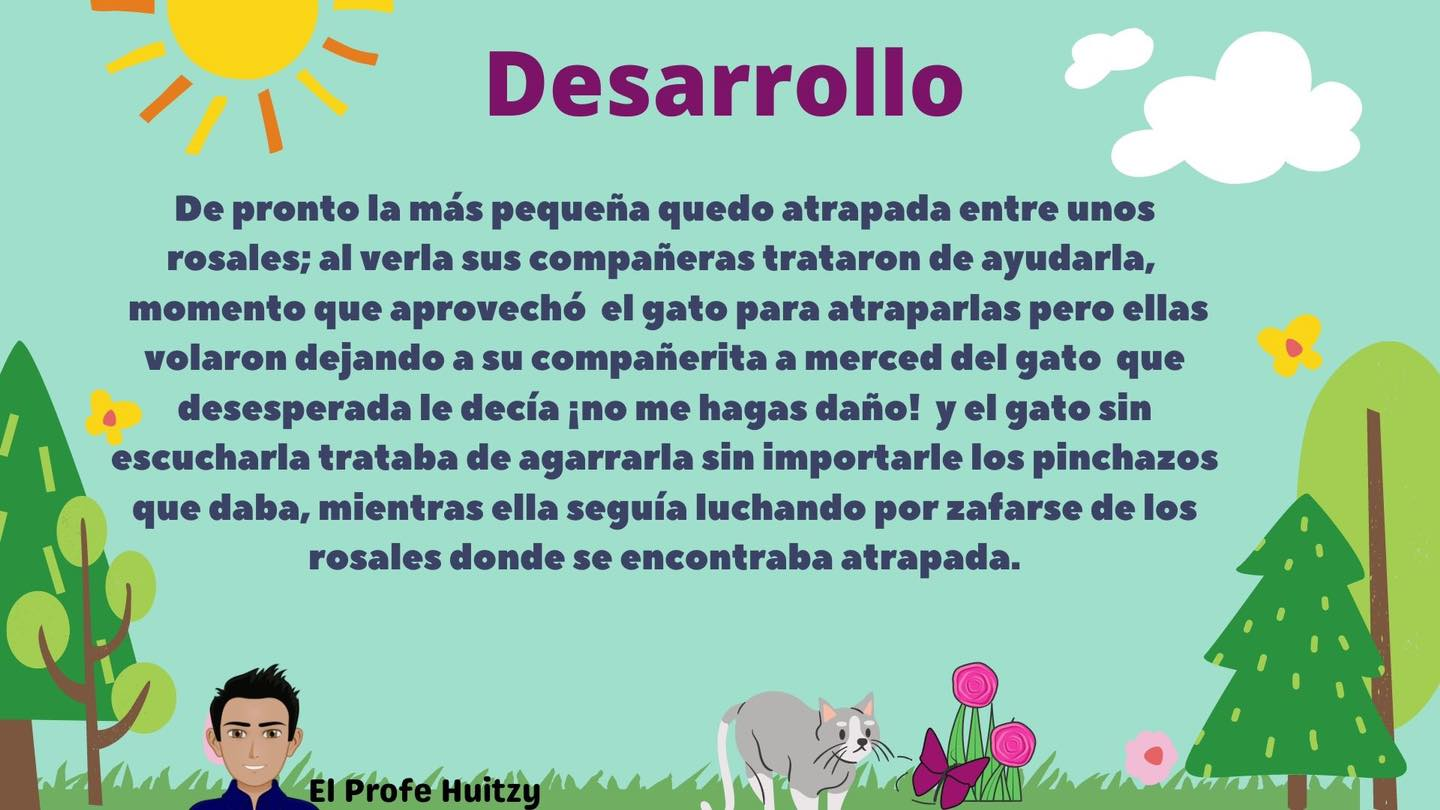 Desarrollo
De pronto la más pequeña quedo atrapada entre unos
rosales; al verla sus compañeras trataron de ayudarla,
momento que aprovechó  el gato para atraparlas pero ellas
volaron dejando a su compañerita a merced del gato  que
desesperada le decía ¡no me hagas daño!  y el gato sin
escucharla trataba de agarrarla sin importarle los pinchazos
que daba, mientras ella seguía luchando por zafarse de los
rosales donde se encontraba atrapada.
El Profe Huitzy